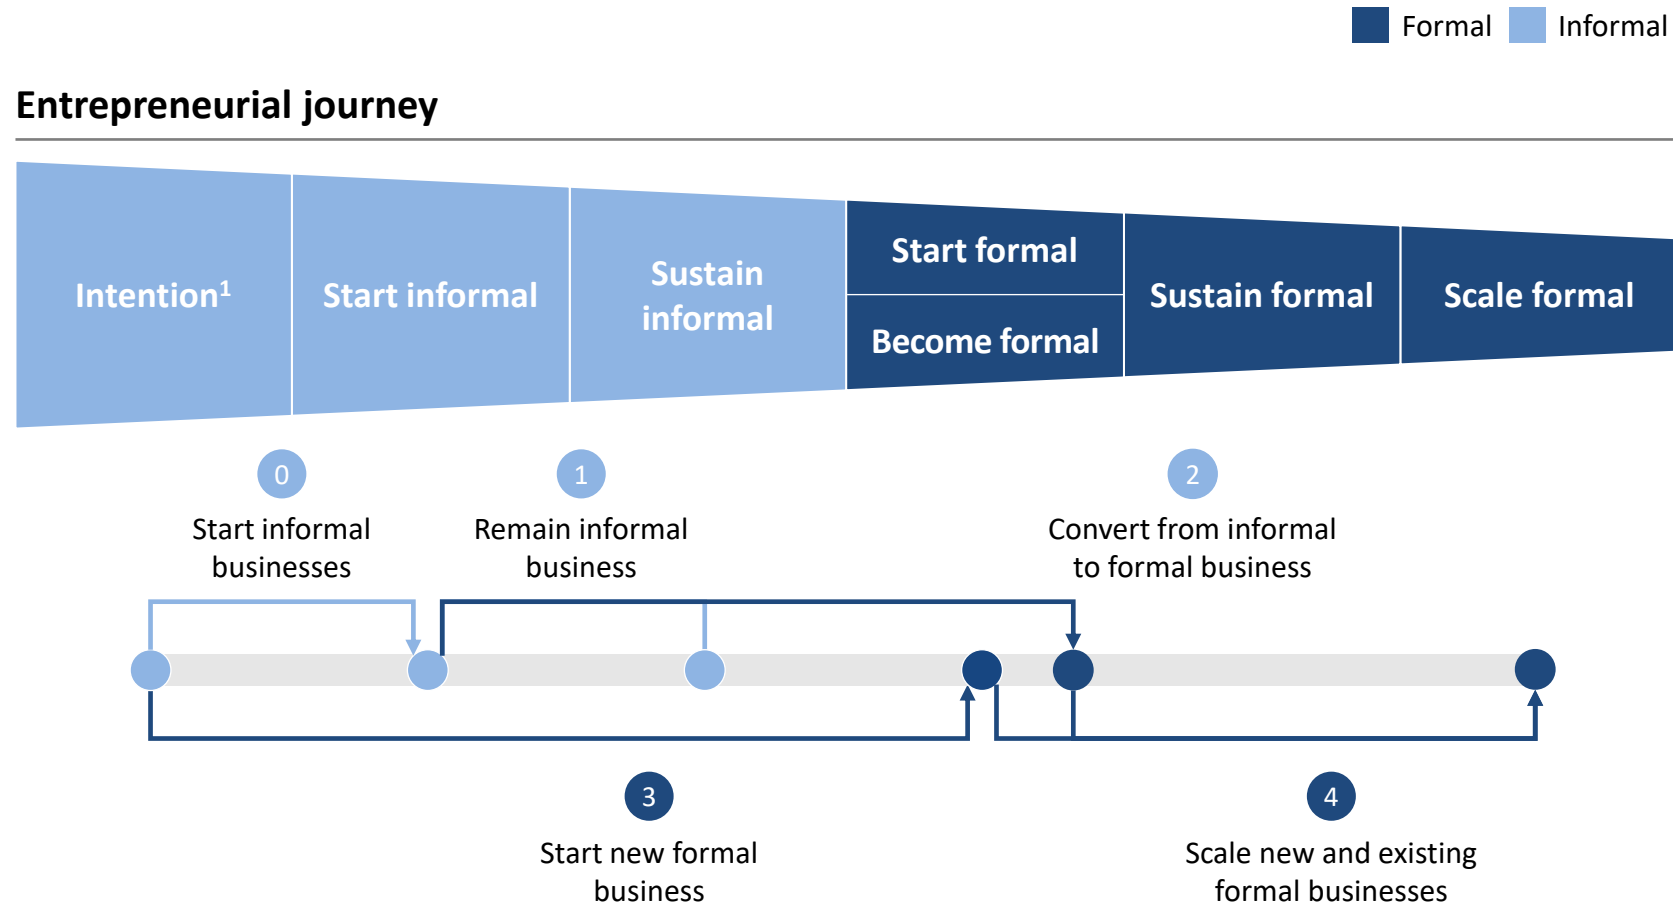 Formal
Informal
Entrepreneurial journey
Intention¹
Start informal
Sustain
informal
Start formal
Become formal
Sustain formal
Scale formal
0
Start informal
businesses
1
Remain informal
business
2
Convert from informal
to formal business
3
Start new formal
business
4
Scale new and existing
formal businesses